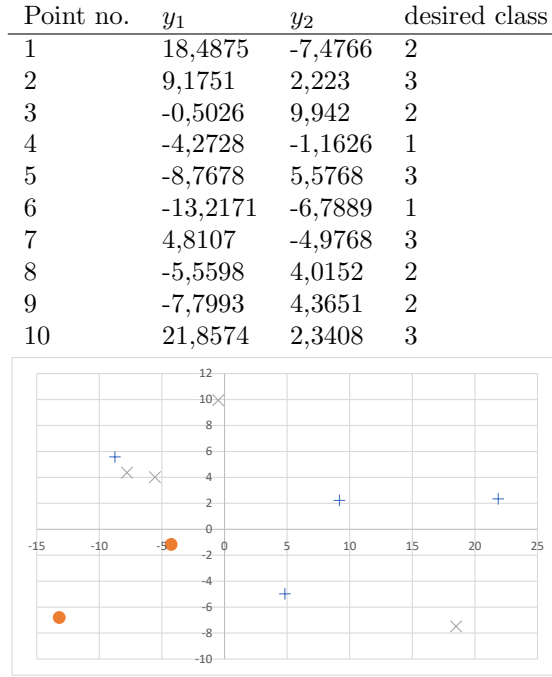 Point no. y1 y2 desired class
1 18,4875 -7,4766 2
2 9,1751 2,223 3
3 -0,5026 9,942 2
4 -4,2728 -1,1626 1
5 -8,7678 5,5768 3
6 -13,2171 -6,7889 1
7 4,8107 -4,9768 3
8 -5,5598 4,0152 2
9 -7,7993 4,3651 2
10 21,8574 2,3408 3
12
10
8
6
4
2
0
-15 -10 -5 0 5 10 15 20 25
-2
-4
-6
-8
-10